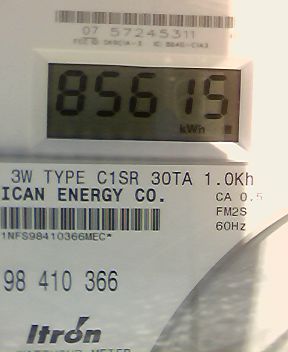 07 57245311
85615
kWh
3W TYPE C1SR 30TA 1.0Kh
ICAN ENERGY CO.
CA 0.5
FM2S
60Hz
1NFS98410366MEC*
98 410 366
Itron